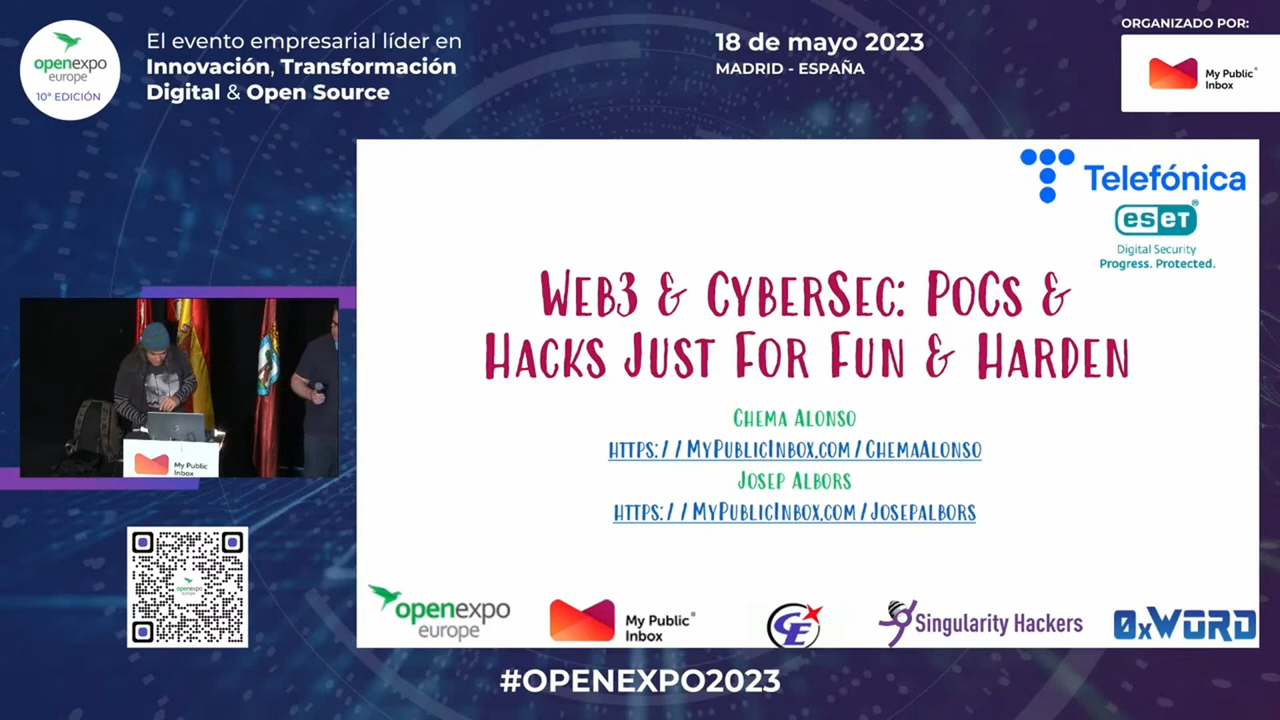 openexpo
europe
10ª EDICIÓN
El evento empresarial líder en
Innovación, Transformación
Digital & Open Source
18 de mayo 2023
MADRID - ESPAÑA
ORGANIZADO POR:
My Public®
Inbox
Telefónica
eseT®
Digital Security
Progress. Protected.
WEB3 & CYBERSEC: POCS &
HACKS JUST FOR FUN & HARDEN
CHEMA ALONSO
HTTPS://MYPUBLICINBOX.COM/CHEMAALONSO
JOSEP ALBORS
HTTPS://MYPUBLICINBOX.COM/JOSEPALBORS
My Public
Inbox
openexpo
openexpo
europe
My Public®
Inbox
CE
Singularity Hackers
0xWORD
#OPENEXPO2023